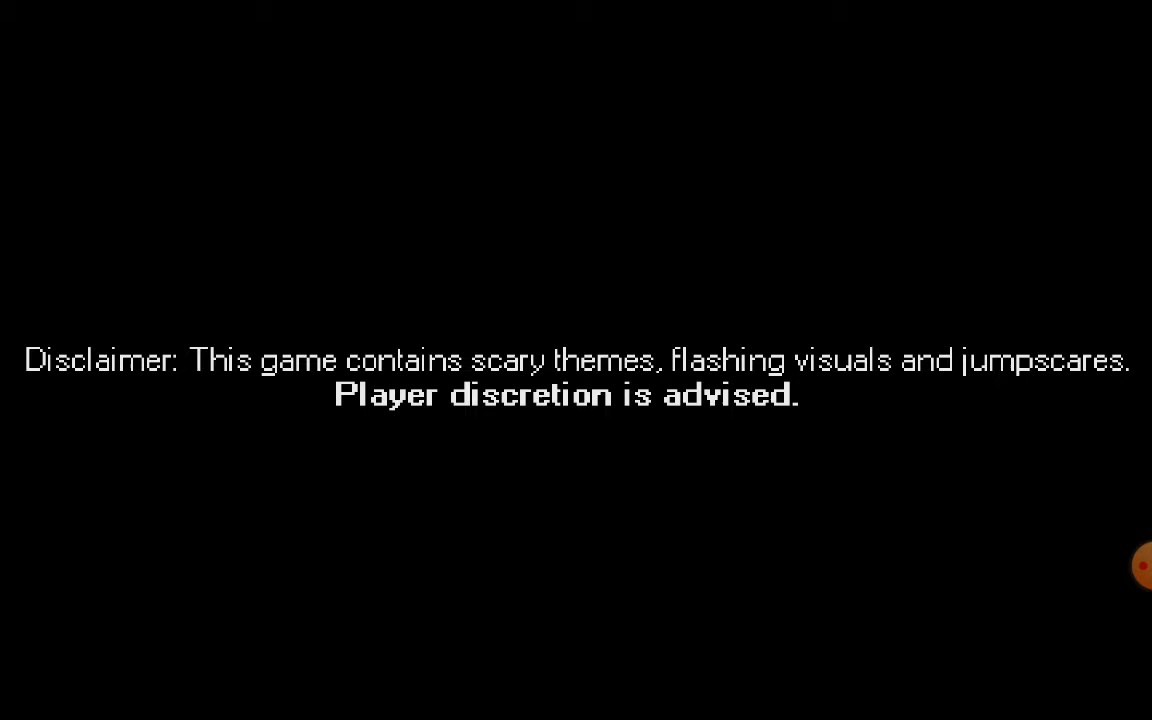 Disclaimer: This game contains scary themes, flashing visuals and jumpscares.
Player discretion is advised.